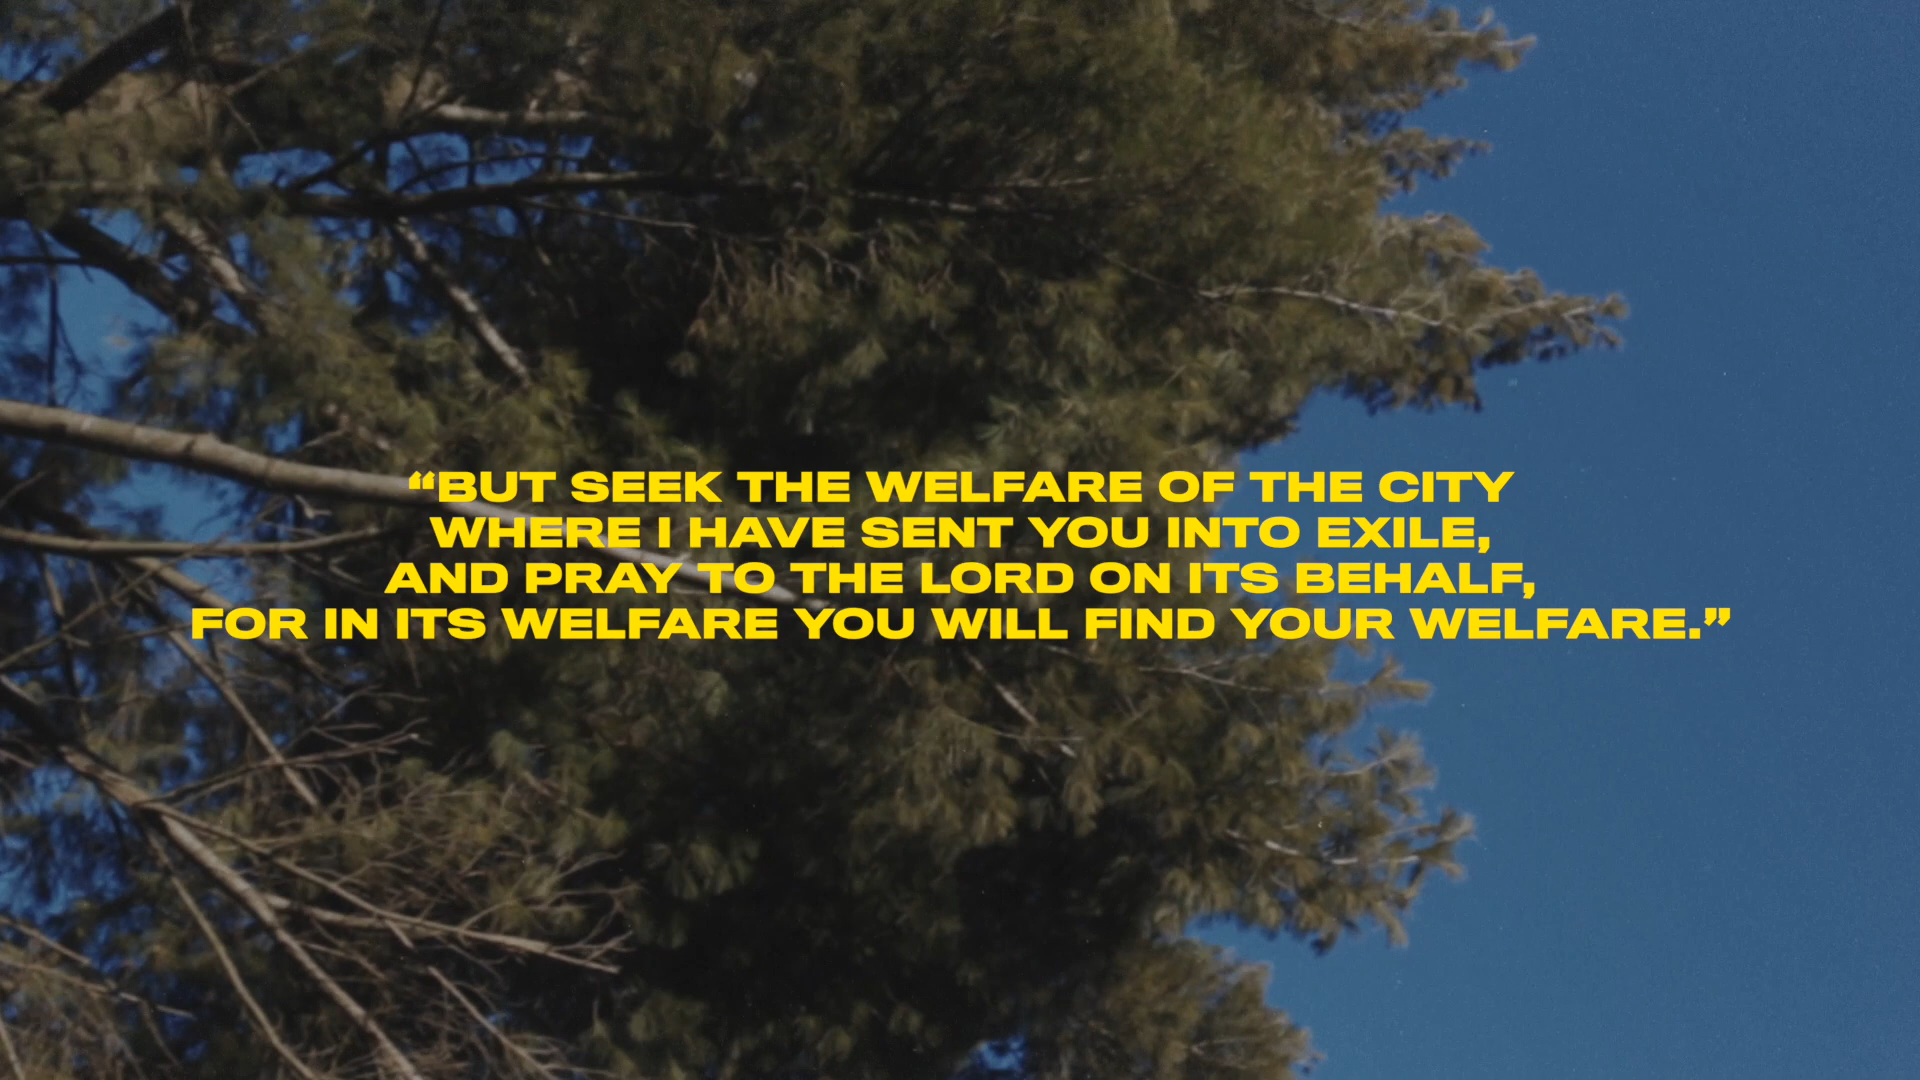 “BUT SEEK THE WELFARE OF THE CITY
WHERE I HAVE SENT YOU INTO EXILE,
AND PRAY TO THE LORD ON ITS BEHALF,
FOR IN ITS WELFARE YOU WILL FIND YOUR WELFARE.”